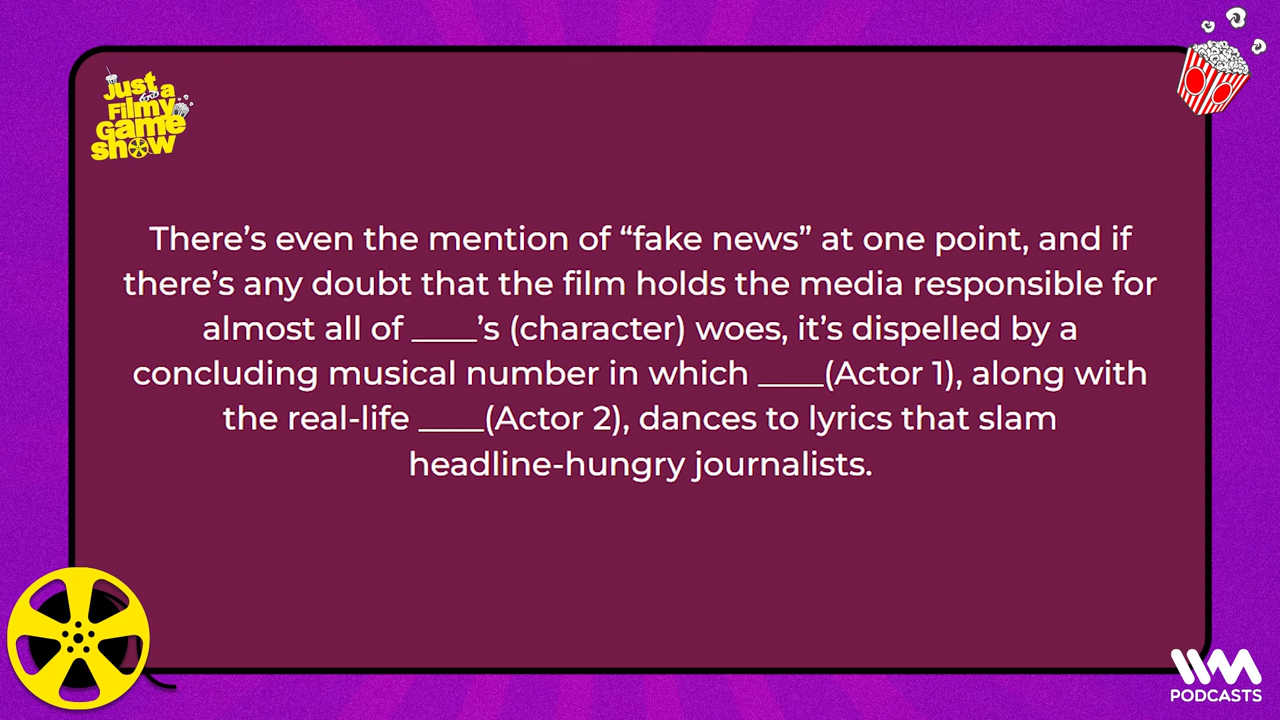 Just a
Filmy
Game
show
There’s even the mention of “fake news” at one point, and if
there’s any doubt that the film holds the media responsible for
almost all of ____’s (character) woes, it’s dispelled by a
concluding musical number in which ____(Actor 1), along with
the real-life ____(Actor 2), dances to lyrics that slam
headline-hungry journalists.
IVM
PODCASTS